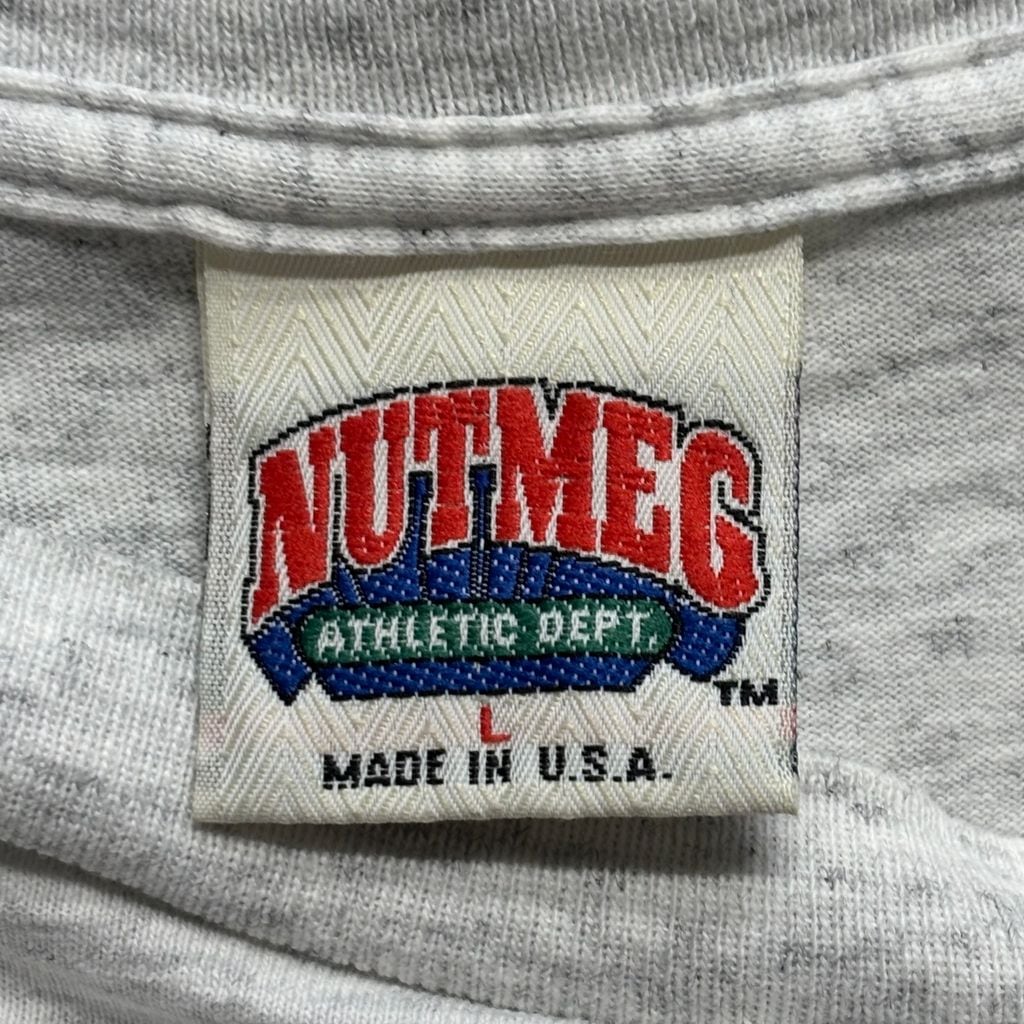 NUTMEG
ATHLETIC DEPT.
TM
L
MADE IN U.S.A.